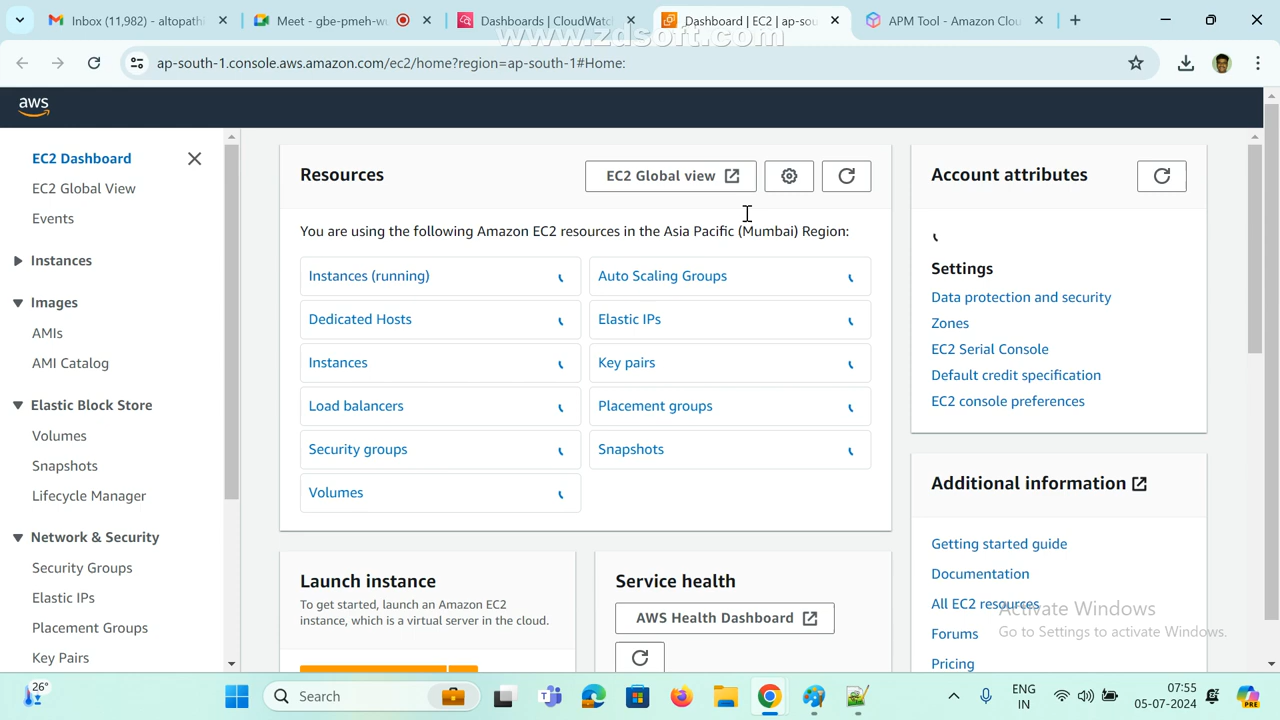 Inbox (11,982) - altopathi
Meet - gbe-pmeh-wu
Dashboards | CloudWatc
Dashboard | EC2 | ap-sou
APM Tool - Amazon Clou
www.zdsoft.com
ap-south-1.console.aws.amazon.com/ec2/home?region=ap-south-1#Home:
aws
EC2 Dashboard
EC2 Global View
Events
Instances
Images
AMIs
AMI Catalog
Elastic Block Store
Volumes
Snapshots
Lifecycle Manager
Network & Security
Security Groups
Elastic IPs
Placement Groups
Key Pairs
Resources
EC2 Global view
You are using the following Amazon EC2 resources in the Asia Pacific (Mumbai) Region:
Instances (running)
Auto Scaling Groups
Dedicated Hosts
Elastic IPs
Instances
Key pairs
Load balancers
Placement groups
Security groups
Snapshots
Volumes
Launch instance
To get started, launch an Amazon EC2
instance, which is a virtual server in the cloud.
Service health
AWS Health Dashboard
Account attributes
Settings
Data protection and security
Zones
EC2 Serial Console
Default credit specification
EC2 console preferences
Additional information
Getting started guide
Documentation
All EC2 resources
Forums
Pricing
Activate Windows
Go to Settings to activate Windows.
26°
Search
ENG
IN
07:55
05-07-2024
PRE